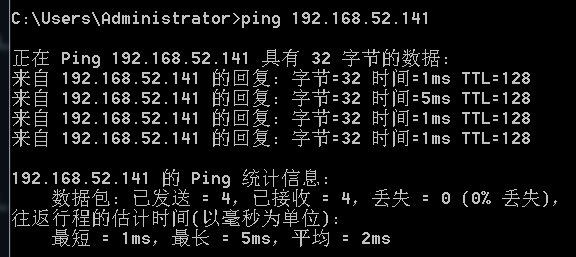 C:\Users\Administrator>ping 192.168.52.141
正在 Ping 192.168.52.141 具有 32 字节的数据:
来自 192.168.52.141 的回复: 字节=32 时间=1ms TTL=128
来自 192.168.52.141 的回复: 字节=32 时间=5ms TTL=128
来自 192.168.52.141 的回复: 字节=32 时间=1ms TTL=128
来自 192.168.52.141 的回复: 字节=32 时间=1ms TTL=128
192.168.52.141 的 Ping 统计信息:
数据包: 已发送 = 4，已接收 = 4，丢失 = 0 (0% 丢失)，
往返行程的估计时间(以毫秒为单位):
最短 = 1ms，最长 = 5ms，平均 = 2ms